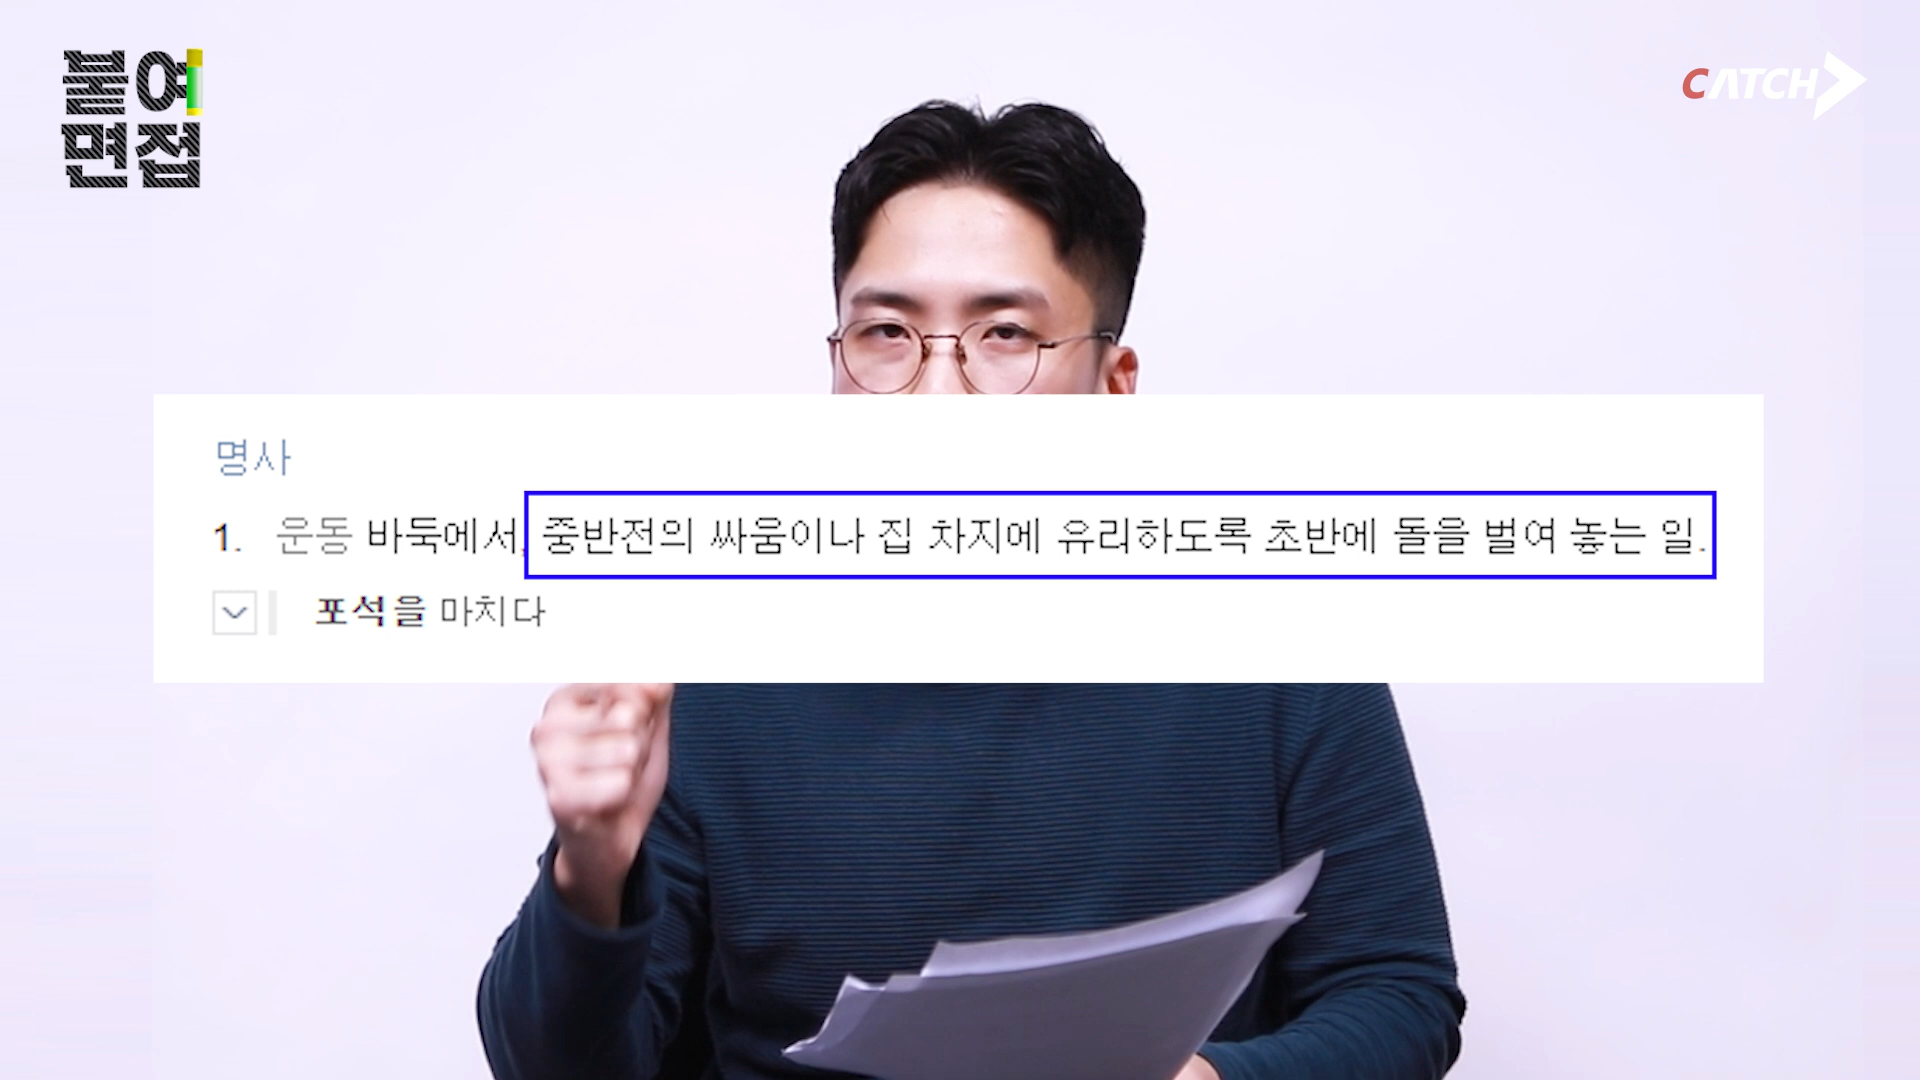 붙여
면접
CATCH
명사
1. 운동 바둑에서, 중반전의 싸움이나 집 차지에 유리하도록 초반에 돌을 벌여 놓는 일.
포석을 마치다